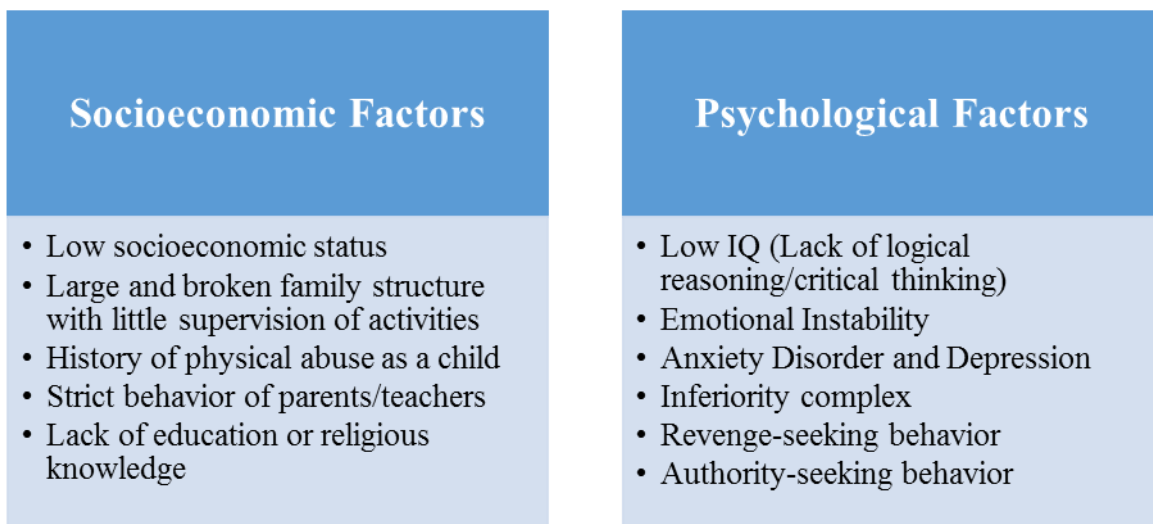 Socioeconomic Factors
• Low socioeconomic status
• Large and broken family structure
with little supervision of activities
• History of physical abuse as a child
• Strict behavior of parents/teachers
• Lack of education or religious
knowledge
Psychological Factors
• Low IQ (Lack of logical
reasoning/critical thinking)
• Emotional Instability
• Anxiety Disorder and Depression
• Inferiority complex
• Revenge-seeking behavior
• Authority-seeking behavior